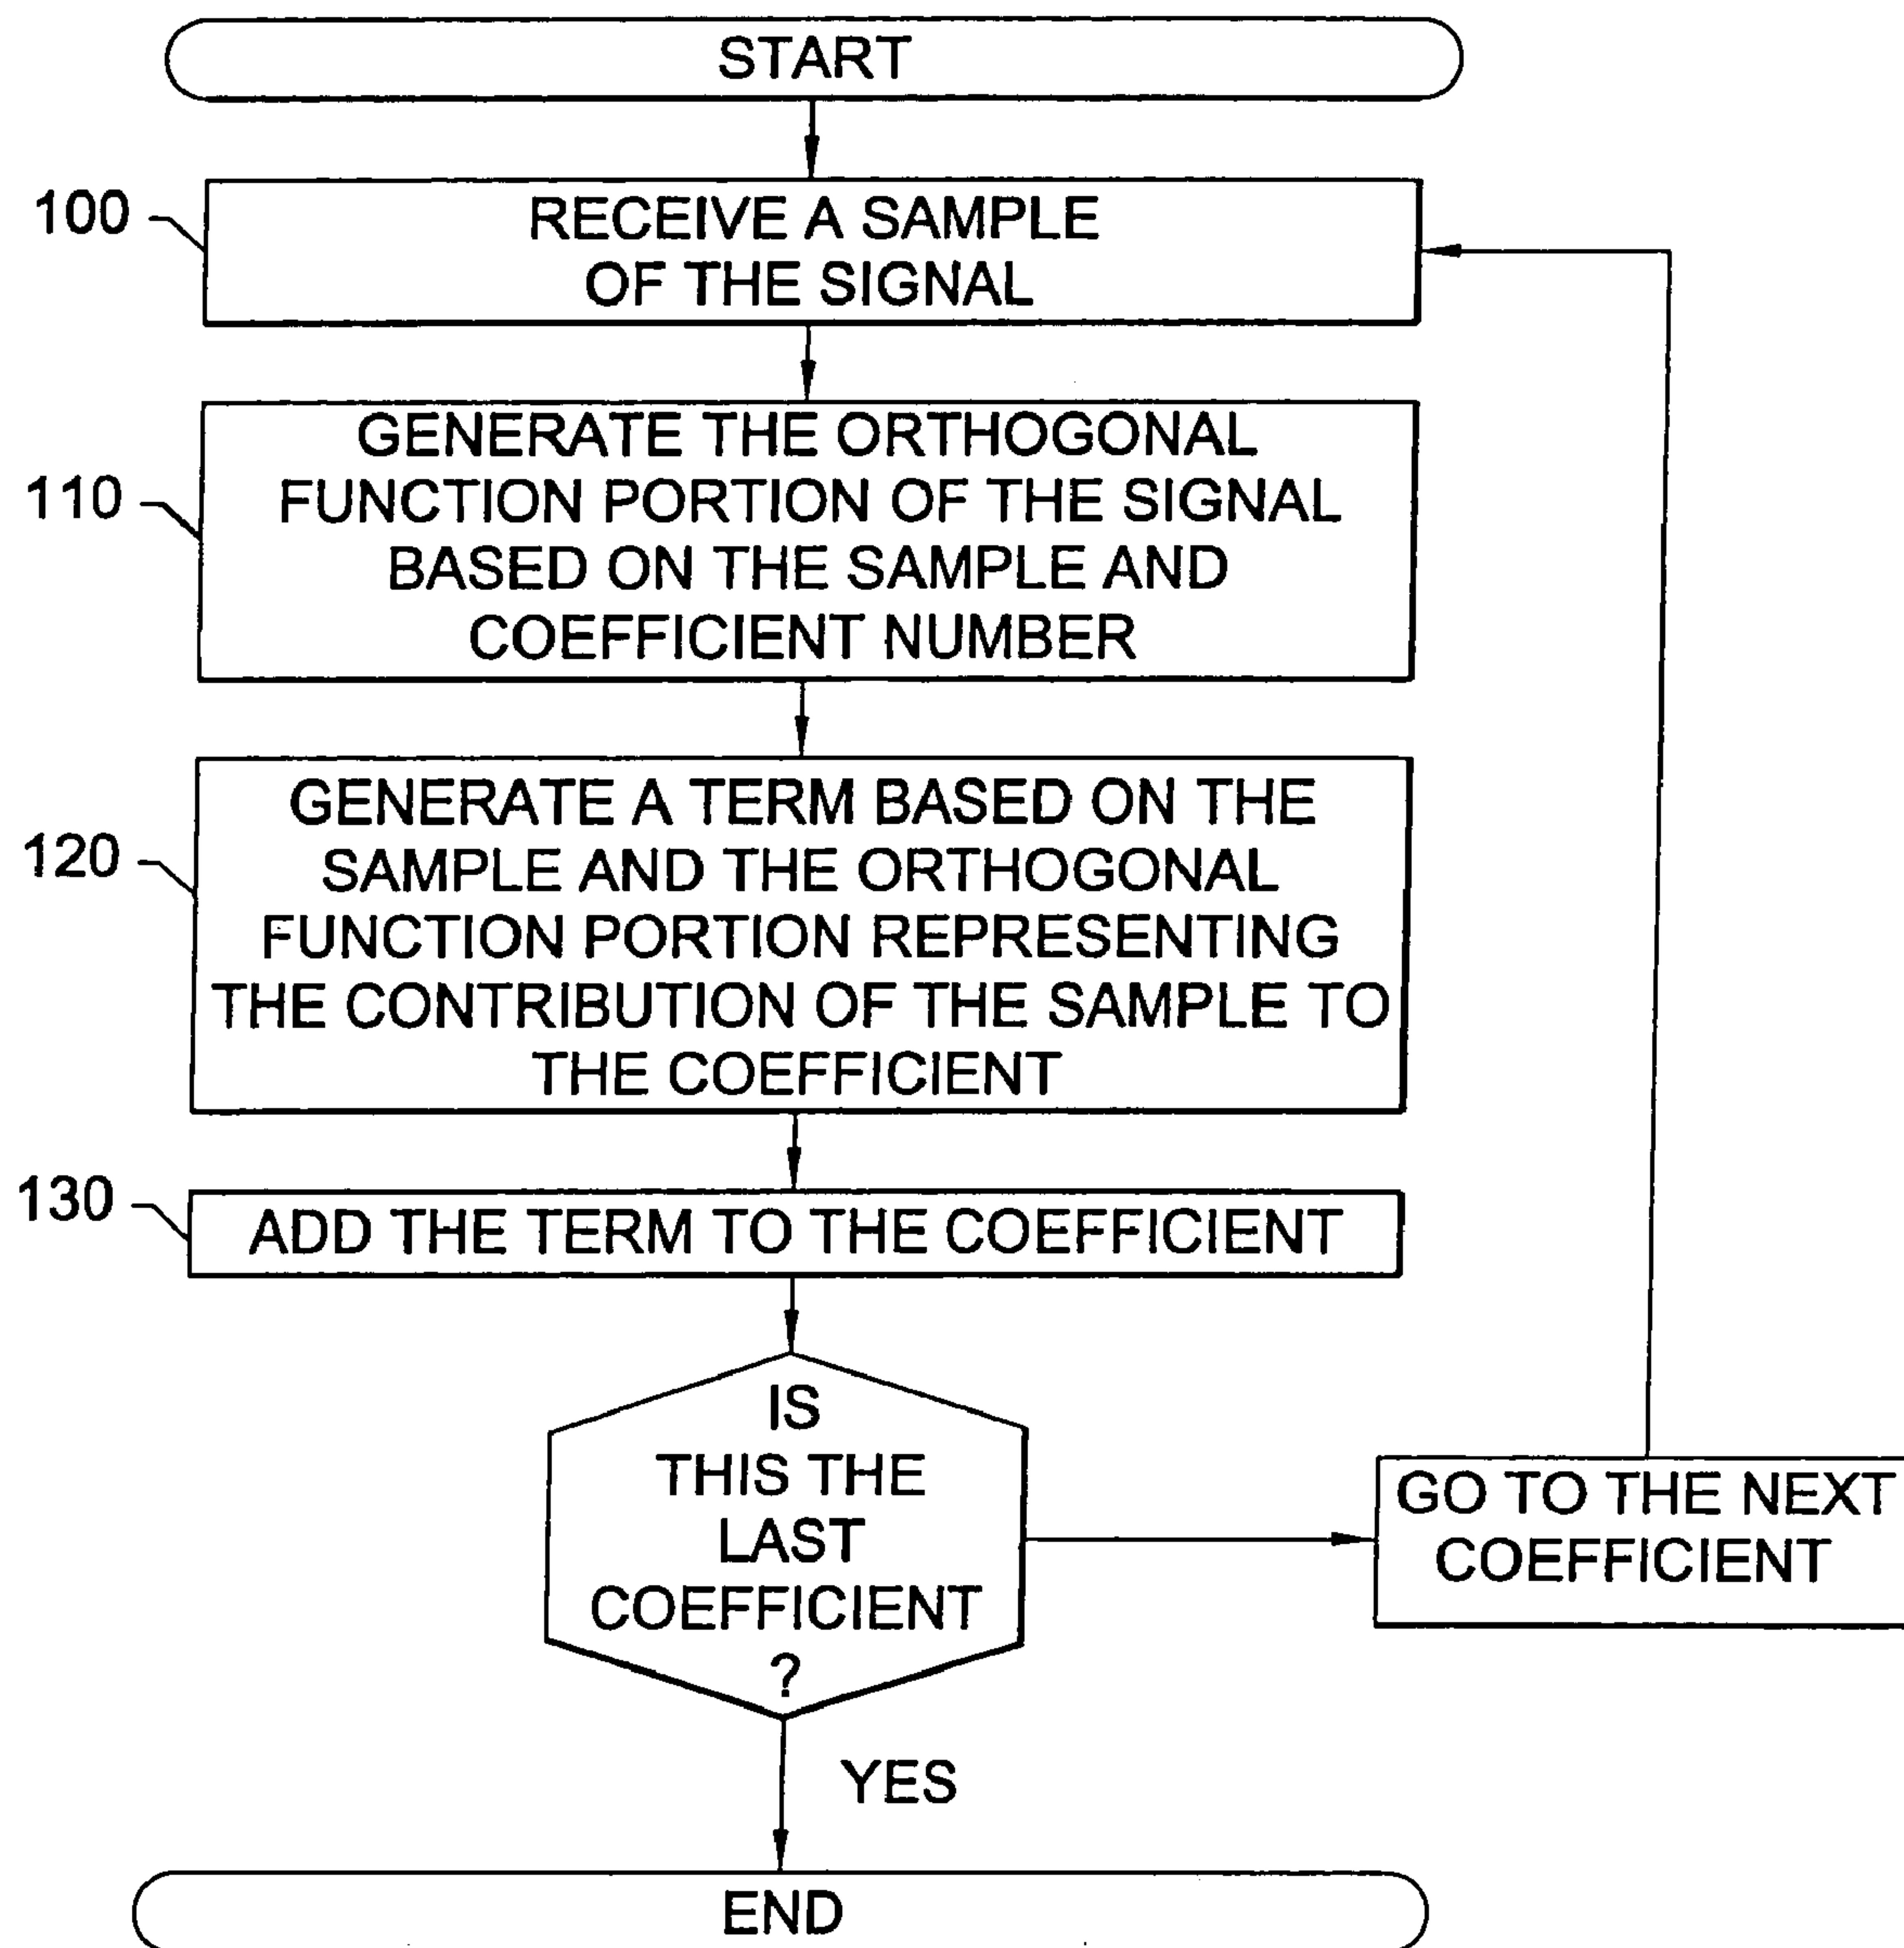 START
100
RECEIVE A SAMPLE
OF THE SIGNAL
110
GENERATE THE ORTHOGONAL
FUNCTION PORTION OF THE SIGNAL
BASED ON THE SAMPLE AND
COEFFICIENT NUMBER
120
GENERATE A TERM BASED ON THE
SAMPLE AND THE ORTHOGONAL
FUNCTION PORTION REPRESENTING
THE CONTRIBUTION OF THE SAMPLE TO
THE COEFFICIENT
130
ADD THE TERM TO THE COEFFICIENT
IS
THIS THE
LAST
COEFFICIENT
?
GO TO THE NEXT
COEFFICIENT
YES
END